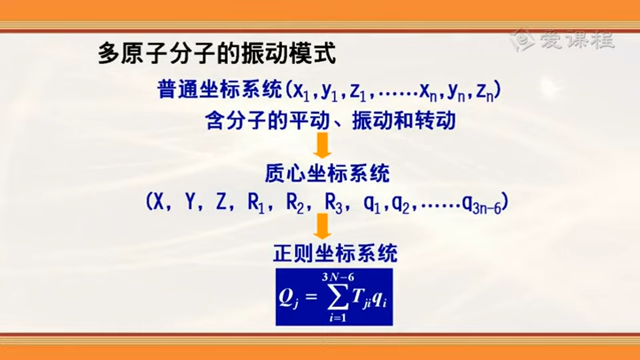 爱课程
多原子分子的振动模式
普通坐标系统(x₁,y₁,z₁,……xₙ,yₙ,zₙ)
含分子的平动、振动和转动
质心坐标系统
(X, Y, Z, R₁, R₂, R₃, q₁,q₂,……q₃ₙ₋₆)
正则坐标系统
Qⱼ = ∑_{i=1}^{3N-6} T_{ji}q_i